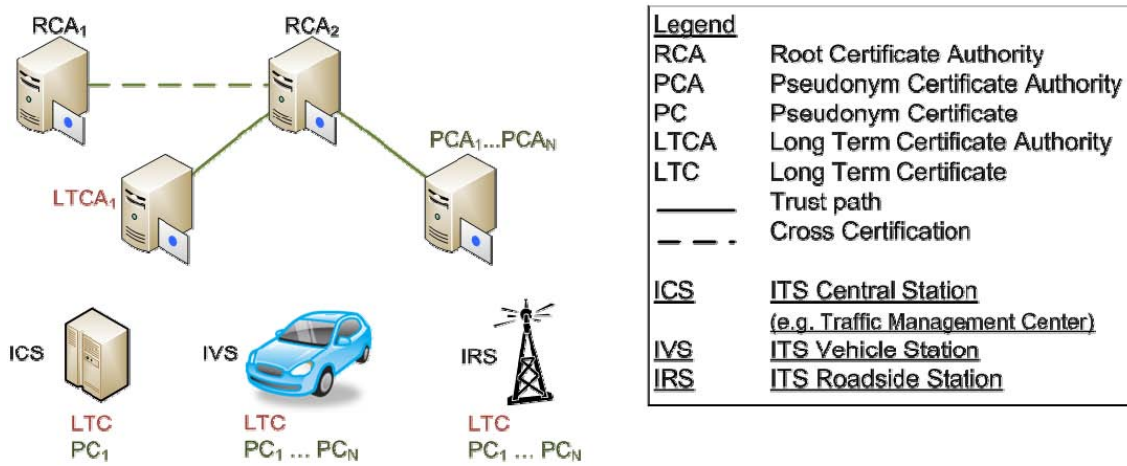 RCA₁
RCA₂
PCA₁...PCAₙ
LTCA₁
ICS
LTC
PC₁
IVS
LTC
PC₁ ... PCₙ
IRS
LTC
PC₁ ... PCₙ
Legend
RCA Root Certificate Authority
PCA Pseudonym Certificate Authority
PC Pseudonym Certificate
LTCA Long Term Certificate Authority
LTC Long Term Certificate
Trust path
Cross Certification
ICS ITS Central Station
(e.g. Traffic Management Center)
IVS ITS Vehicle Station
IRS ITS Roadside Station